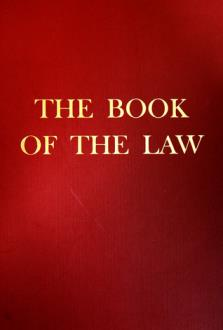 THE BOOK
OF THE LAW